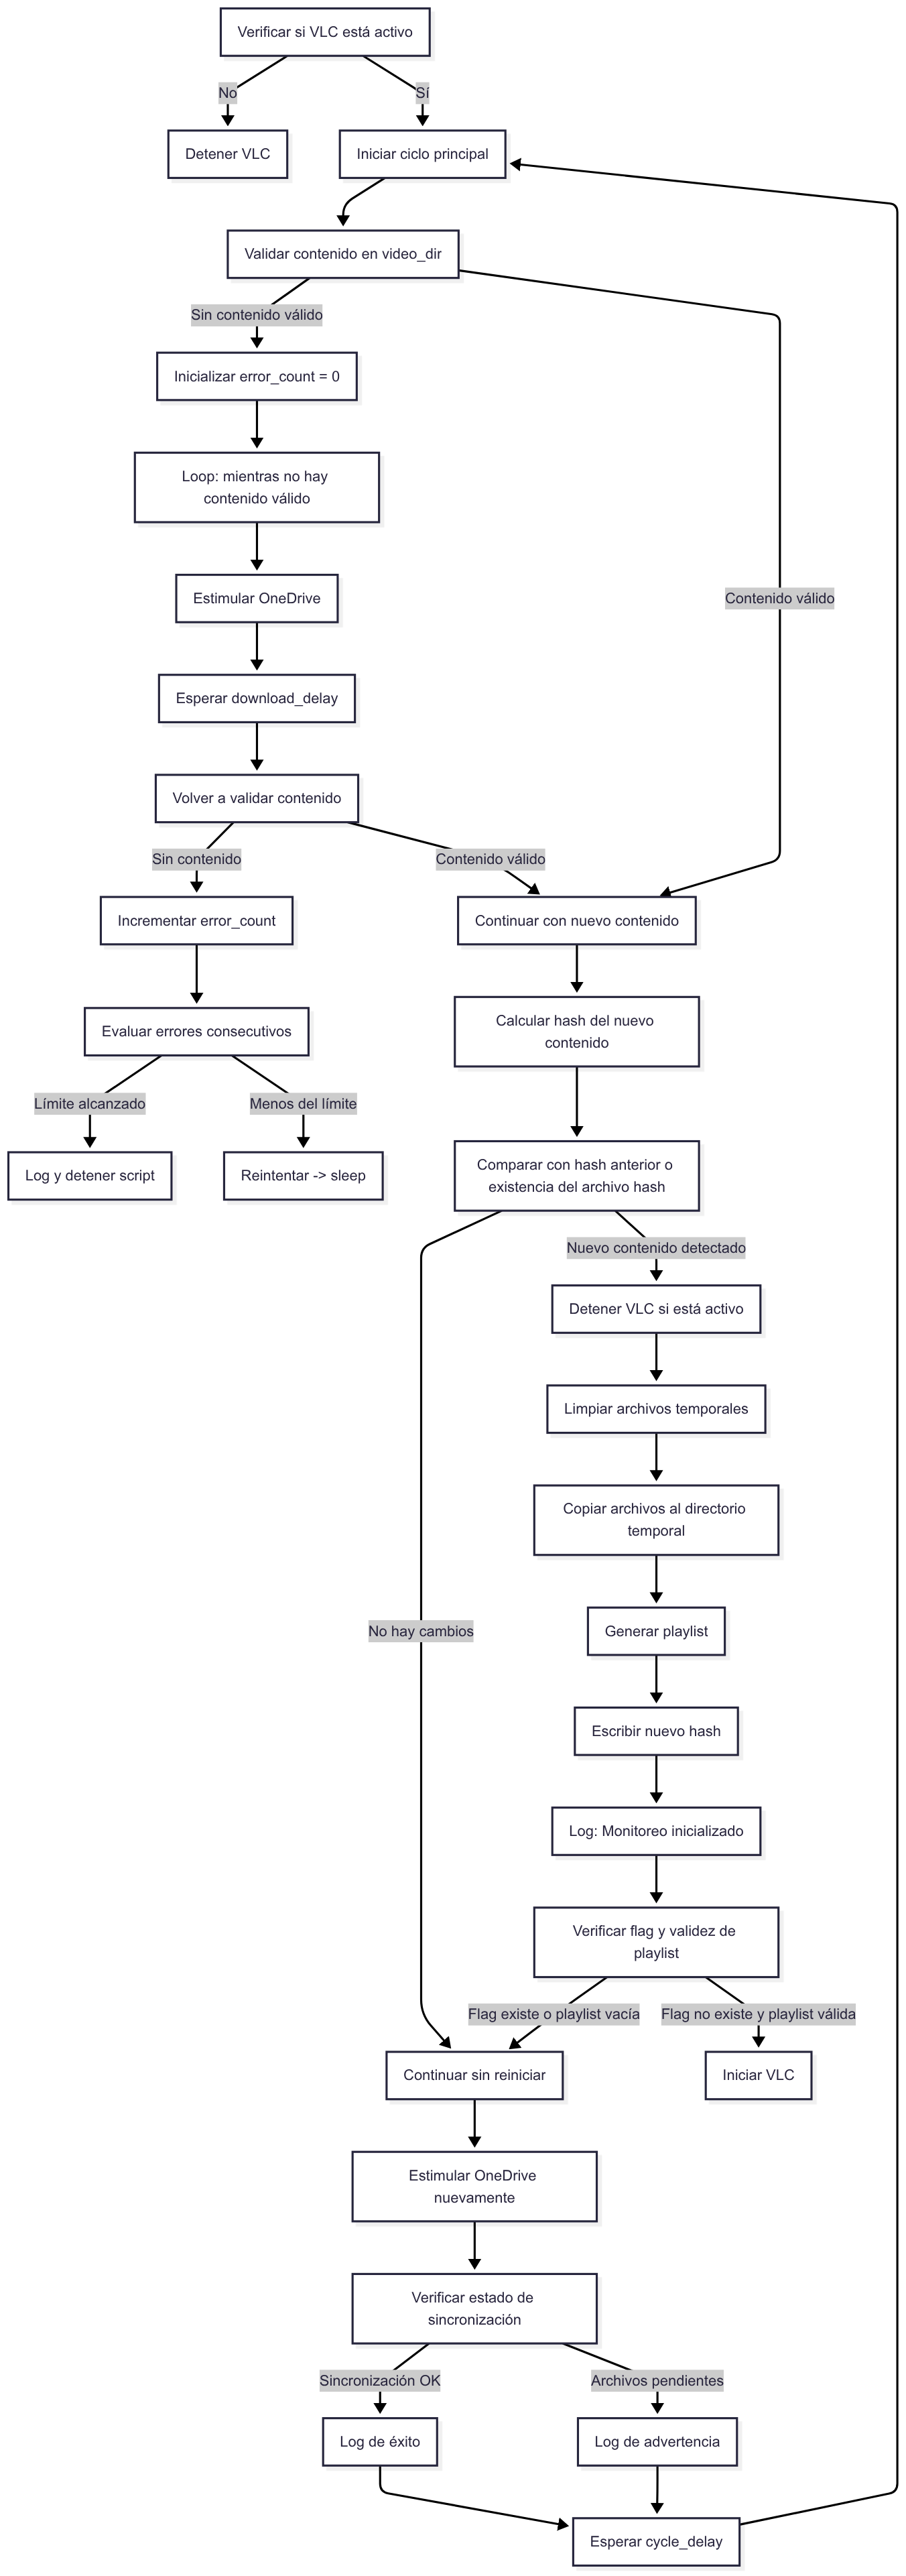 Verificar si VLC está activo
No
Sí
Detener VLC
Iniciar ciclo principal
Validar contenido en video_dir
Sin contenido válido
Inicializar error_count = 0
Loop: mientras no hay
contenido válido
Estimular OneDrive
Contenido válido
Esperar download_delay
Volver a validar contenido
Sin contenido
Contenido válido
Incrementar error_count
Continuar con nuevo contenido
Evaluar errores consecutivos
Calcular hash del nuevo
contenido
Límite alcanzado
Menos del límite
Log y detener script
Reintentar -> sleep
Comparar con hash anterior o
existencia del archivo hash
Nuevo contenido detectado
Detener VLC si está activo
Limpiar archivos temporales
Copiar archivos al directorio
temporal
No hay cambios
Generar playlist
Escribir nuevo hash
Log: Monitoreo inicializado
Verificar flag y validez de
playlist
Flag existe o playlist vacía
Flag no existe y playlist válida
Continuar sin reiniciar
Iniciar VLC
Estimular OneDrive
nuevamente
Verificar estado de
sincronización
Sincronización OK
Archivos pendientes
Log de éxito
Log de advertencia
Esperar cycle_delay